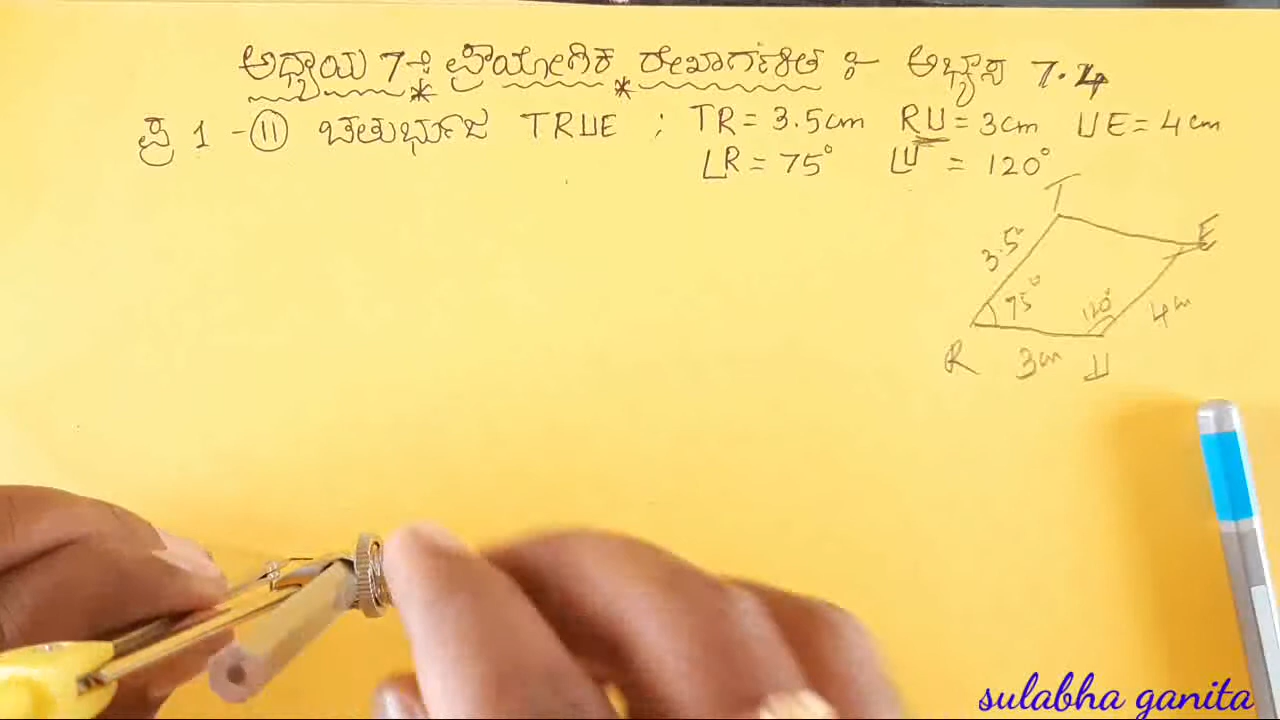 ಅಧ್ಯಾಯ 7 :- ಪ್ರಾಯೋಗಿಕ ರೇಖಾಗಣಿತ :- ಅಭ್ಯಾಸ 7.4
ಪ್ರ 1 - (II) ಚತುರ್ಭುಜ TRUE ; TR = 3.5cm RU = 3cm UE = 4cm
∠R = 75° ∠U = 120°
T
E
3.5
75°
120°
4cm
R 3cm U
sulabha ganita